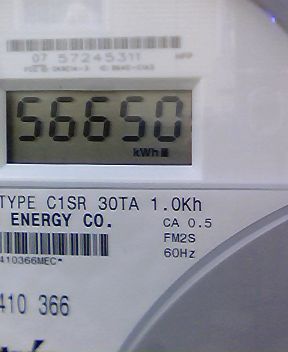 07 57245311
56650
kWh
TYPE C1SR 30TA 1.0Kh
ENERGY CO.
CA 0.5
FM2S
60Hz
410366MEC*
410 366